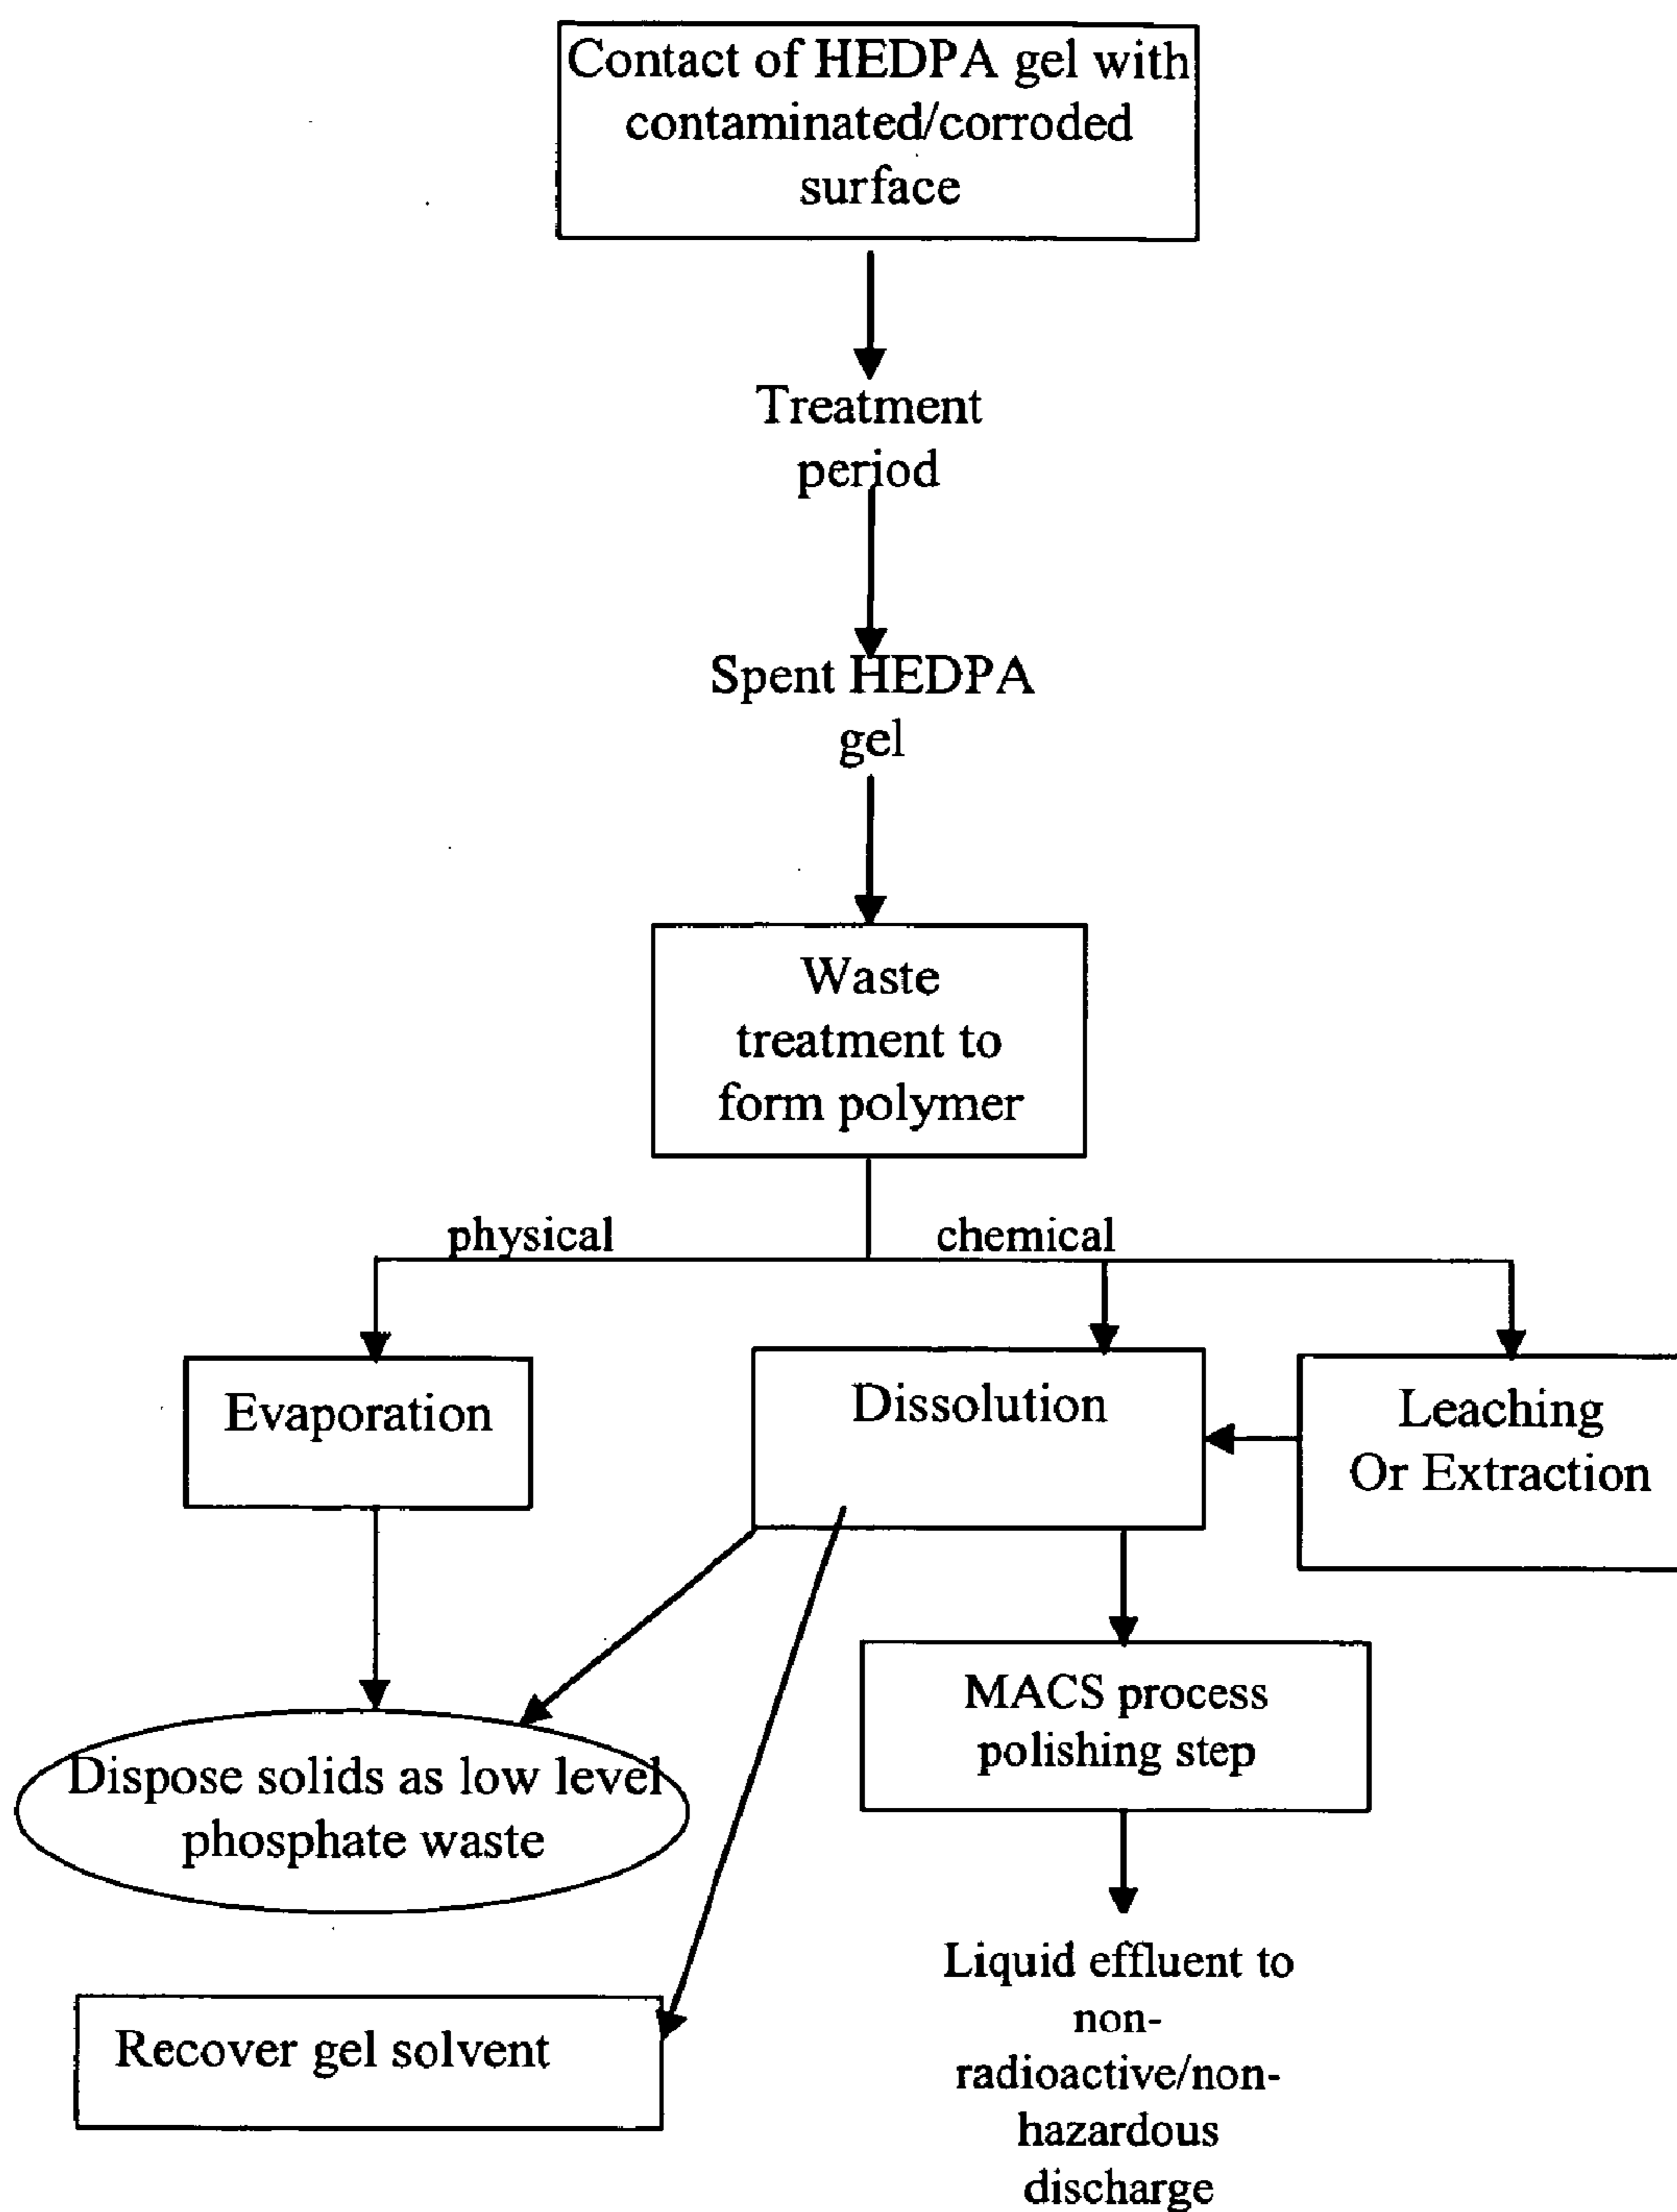 Contact of HEDPA gel with
contaminated/corroded
surface
Treatment
period
Spent HEDPA
gel
Waste
treatment to
form polymer
physical
chemical
Evaporation
Dissolution
Leaching
Or Extraction
MACS process
polishing step
Dispose solids as low level
phosphate waste
Recover gel solvent
Liquid effluent to
non-
radioactive/non-
hazardous
discharge